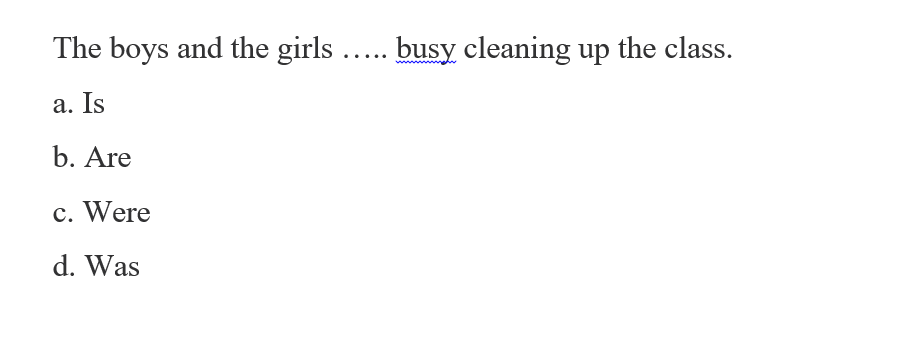 The boys and the girls ….. busy cleaning up the class.
a. Is
b. Are
c. Were
d. Was